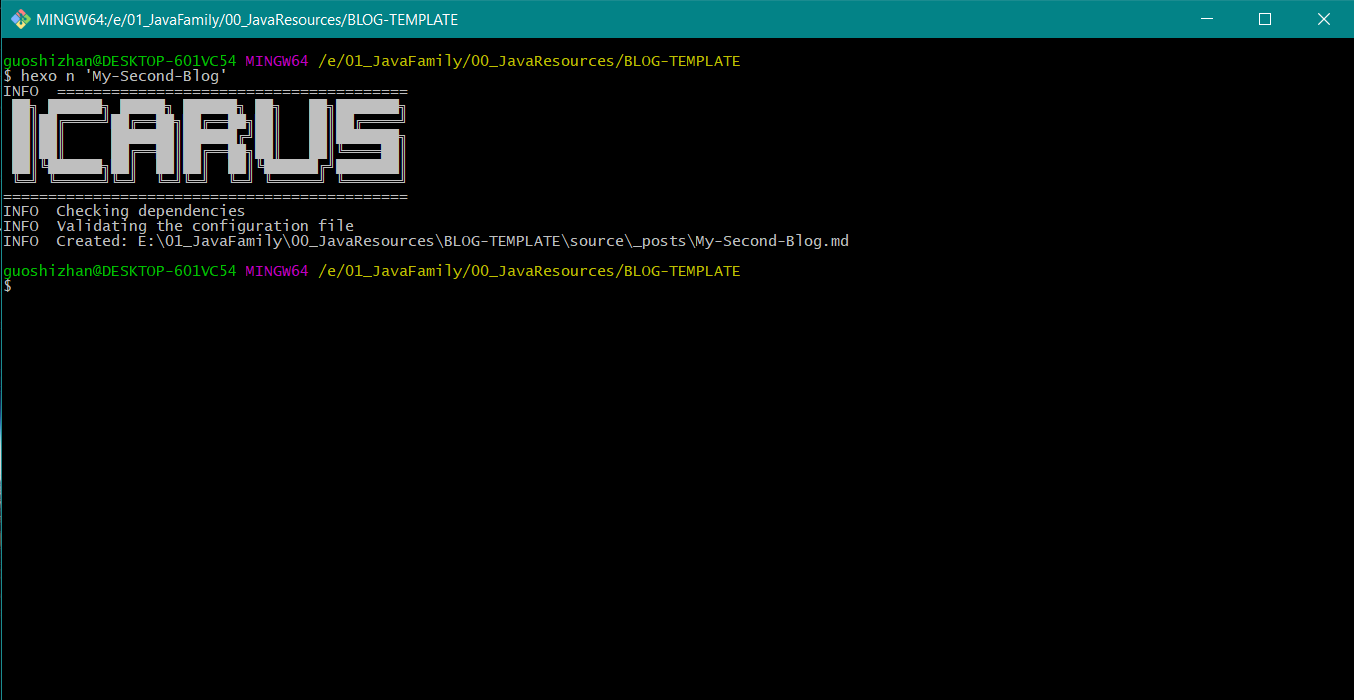 MINGW64:/e/01_JavaFamily/00_JavaResources/BLOG-TEMPLATE
guoshizhan@DESKTOP-601VC54 MINGW64 /e/01_JavaFamily/00_JavaResources/BLOG-TEMPLATE
$ hexo n 'My-Second-Blog'
INFO  =======================================
ICARUS
=============================================
INFO  Checking dependencies
INFO  Validating the configuration file
INFO  Created: E:\01_JavaFamily\00_JavaResources\BLOG-TEMPLATE\source\_posts\My-Second-Blog.md
guoshizhan@DESKTOP-601VC54 MINGW64 /e/01_JavaFamily/00_JavaResources/BLOG-TEMPLATE
$